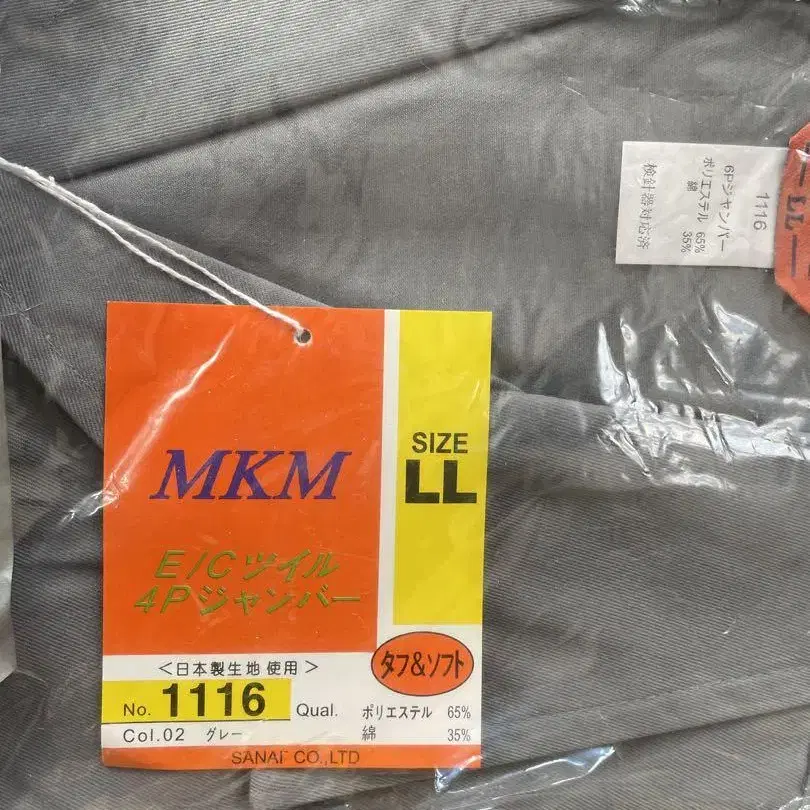 MKM
E/Cツイル
4Pジャンバー
SIZE
LL
<日本製生地 使用>
タフ&ソフト
No. 1116 Qual. ポリエステル 65%
Col.02 グレー 綿 35%
SANAI CO.,LTD
1116
6Pジャンバー
ポリエステル 65%
綿 35%
検針器対応済
LL